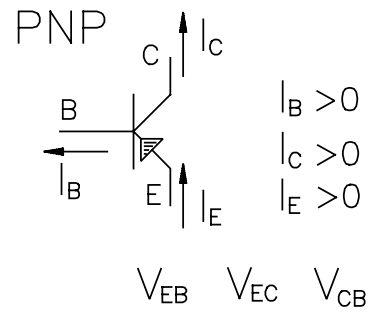 PNP
C I_C
B I_B > 0
I_B I_C > 0
E I_E I_E > 0
V_EB V_EC V_CB